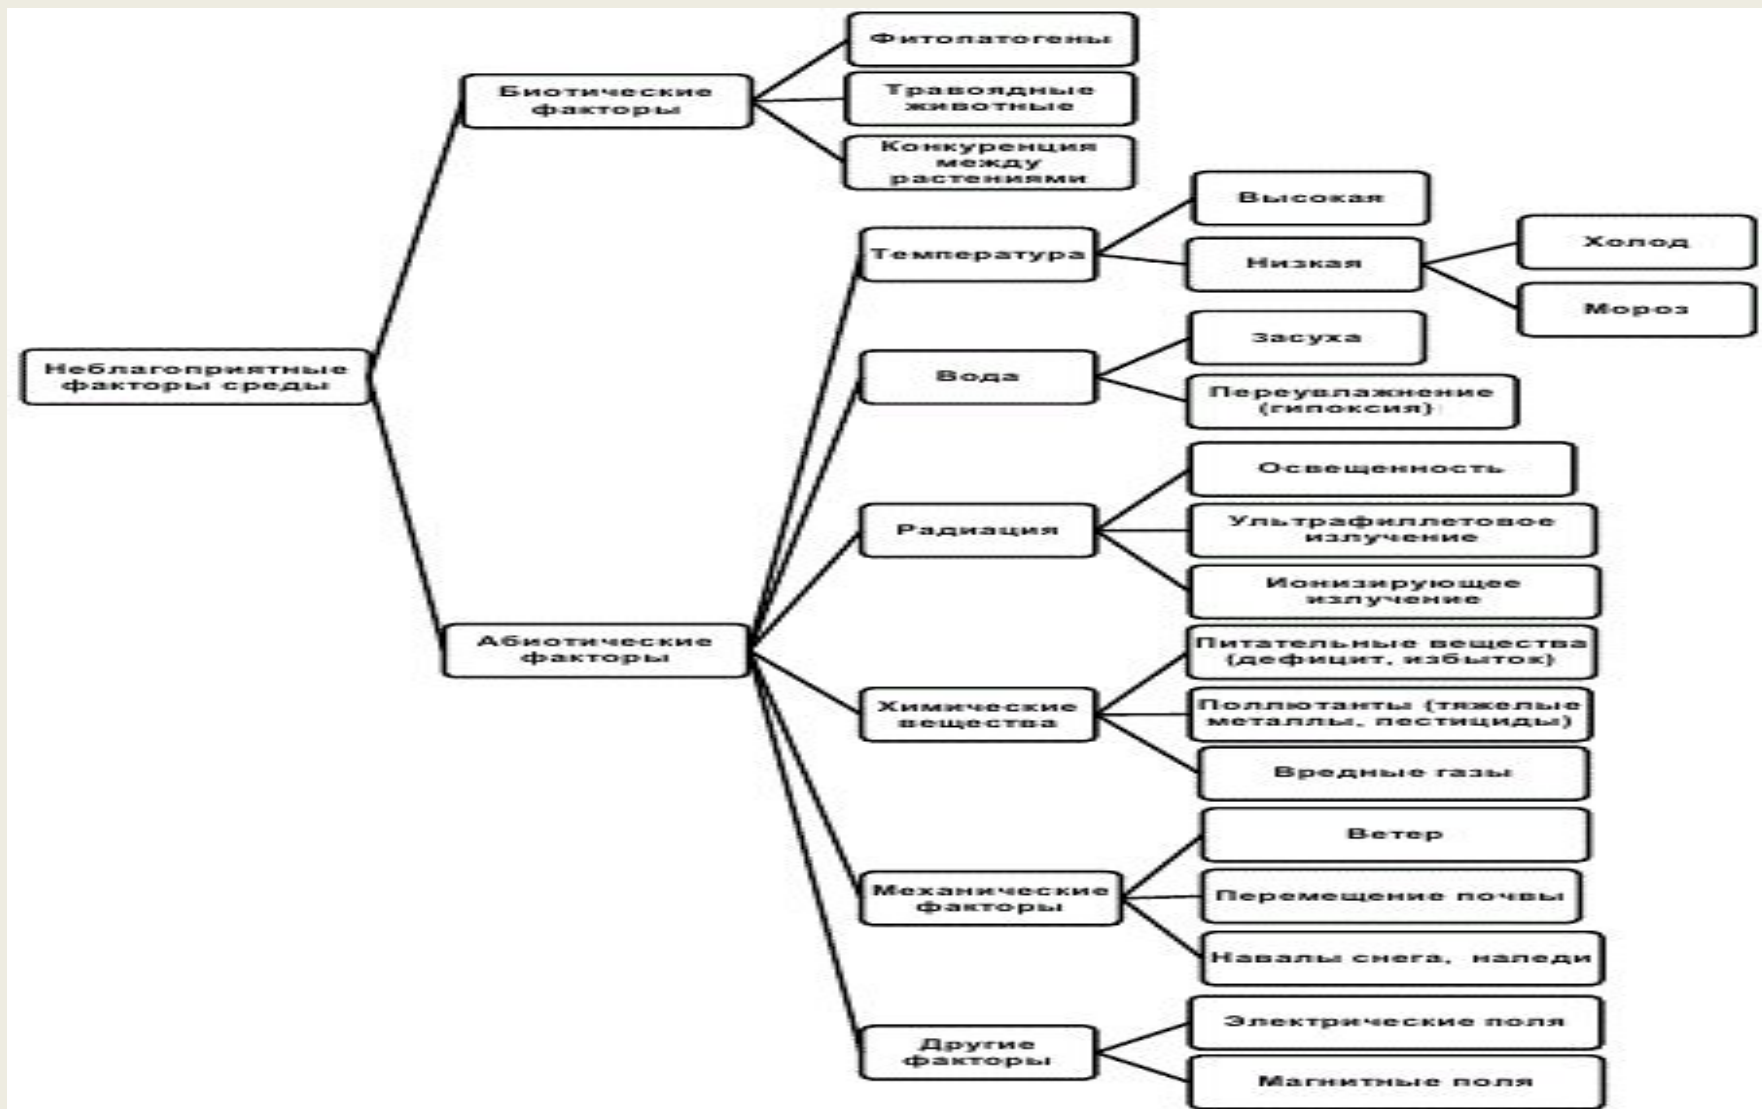 Фитопатогены
Биотические
факторы
Травоядные
животные
Конкуренция
между
растениями
Высокая
Температура
Низкая
Холод
Мороз
Неблагоприятные
факторы среды
Вода
Засуха
Переувлажнение
(гипоксия)
Освещенность
Радиация
Ультрафиллетовое
излучение
Ионизирующее
излучение
Абиотические
факторы
Питательные вещества
(дефицит, избыток)
Химические
вещества
Поллютанты (тяжелые
металлы, пестициды)
Вредные газы
Ветер
Механические
факторы
Перемещение почвы
Навалы снега, наледи
Другие
факторы
Электрические поля
Магнитные поля